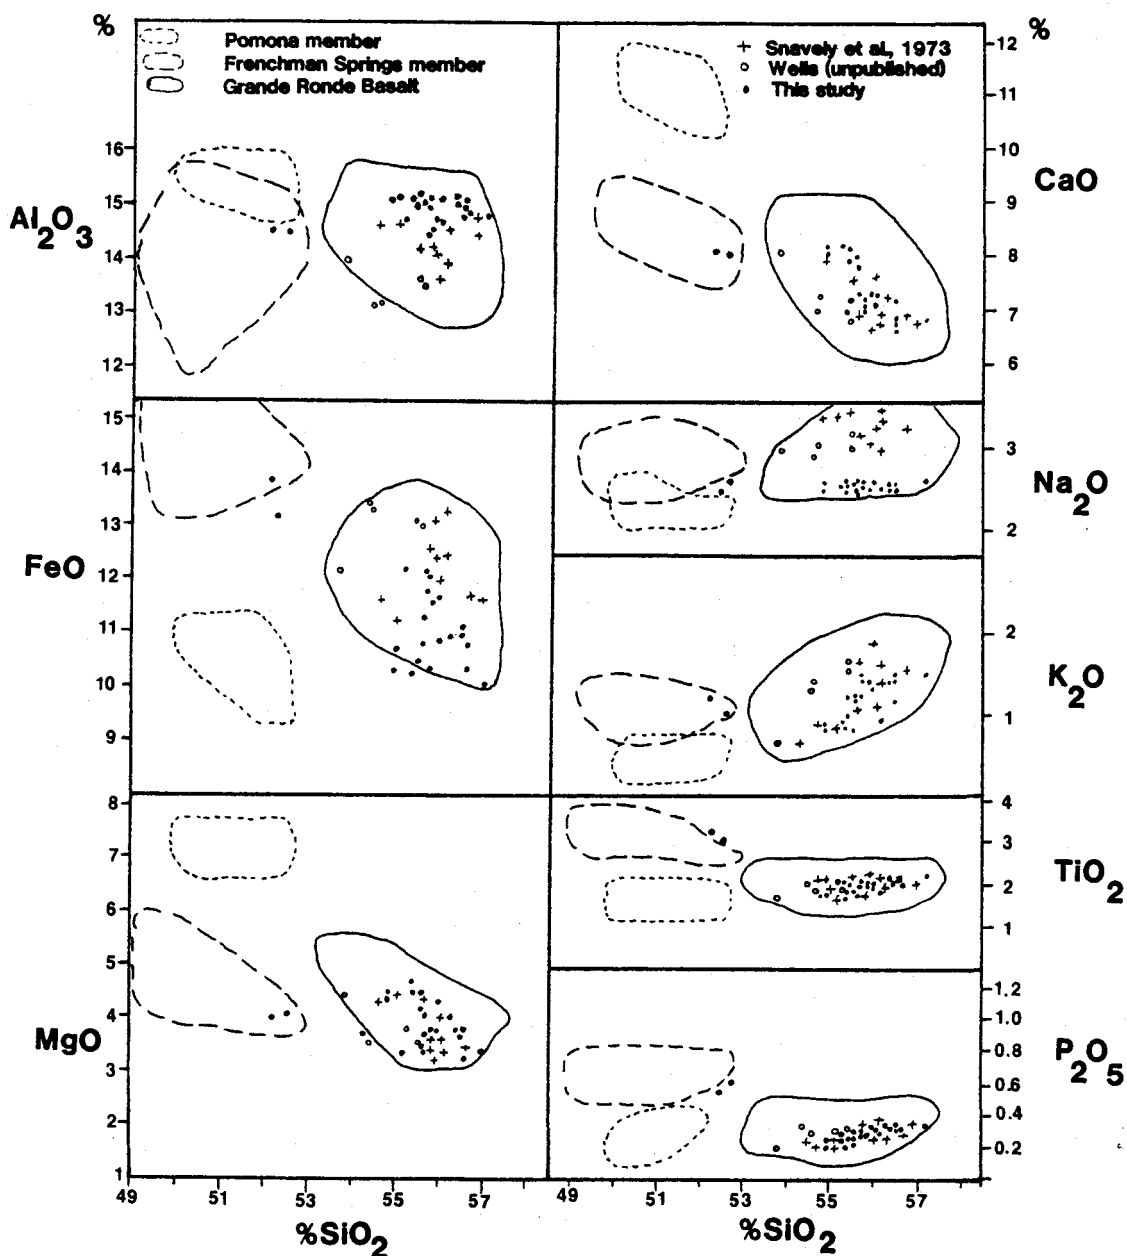 %
Pomona member
Frenchman Springs member
Grande Ronde Basalt
16
15
14
13
12
Al2O3
+ Snavely et al., 1973
o Wells (unpublished)
• This study
%
12
11
10
9
8
7
6
CaO
15
14
13
12
11
10
9
FeO
3
2
Na2O
2
1
K2O
8
7
6
5
4
3
2
1
MgO
4
3
2
1
TiO2
1.2
1.0
0.8
0.6
0.4
0.2
P2O5
49 51 53 55 57
%SiO2
49 51 53 55 57
%SiO2